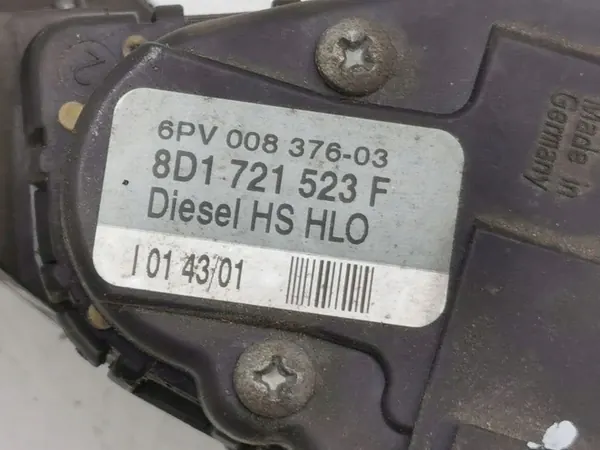 6PV 008 376-03
8D1 721 523 F
Diesel HS HLO
I 01 43/01
Made in
Germany